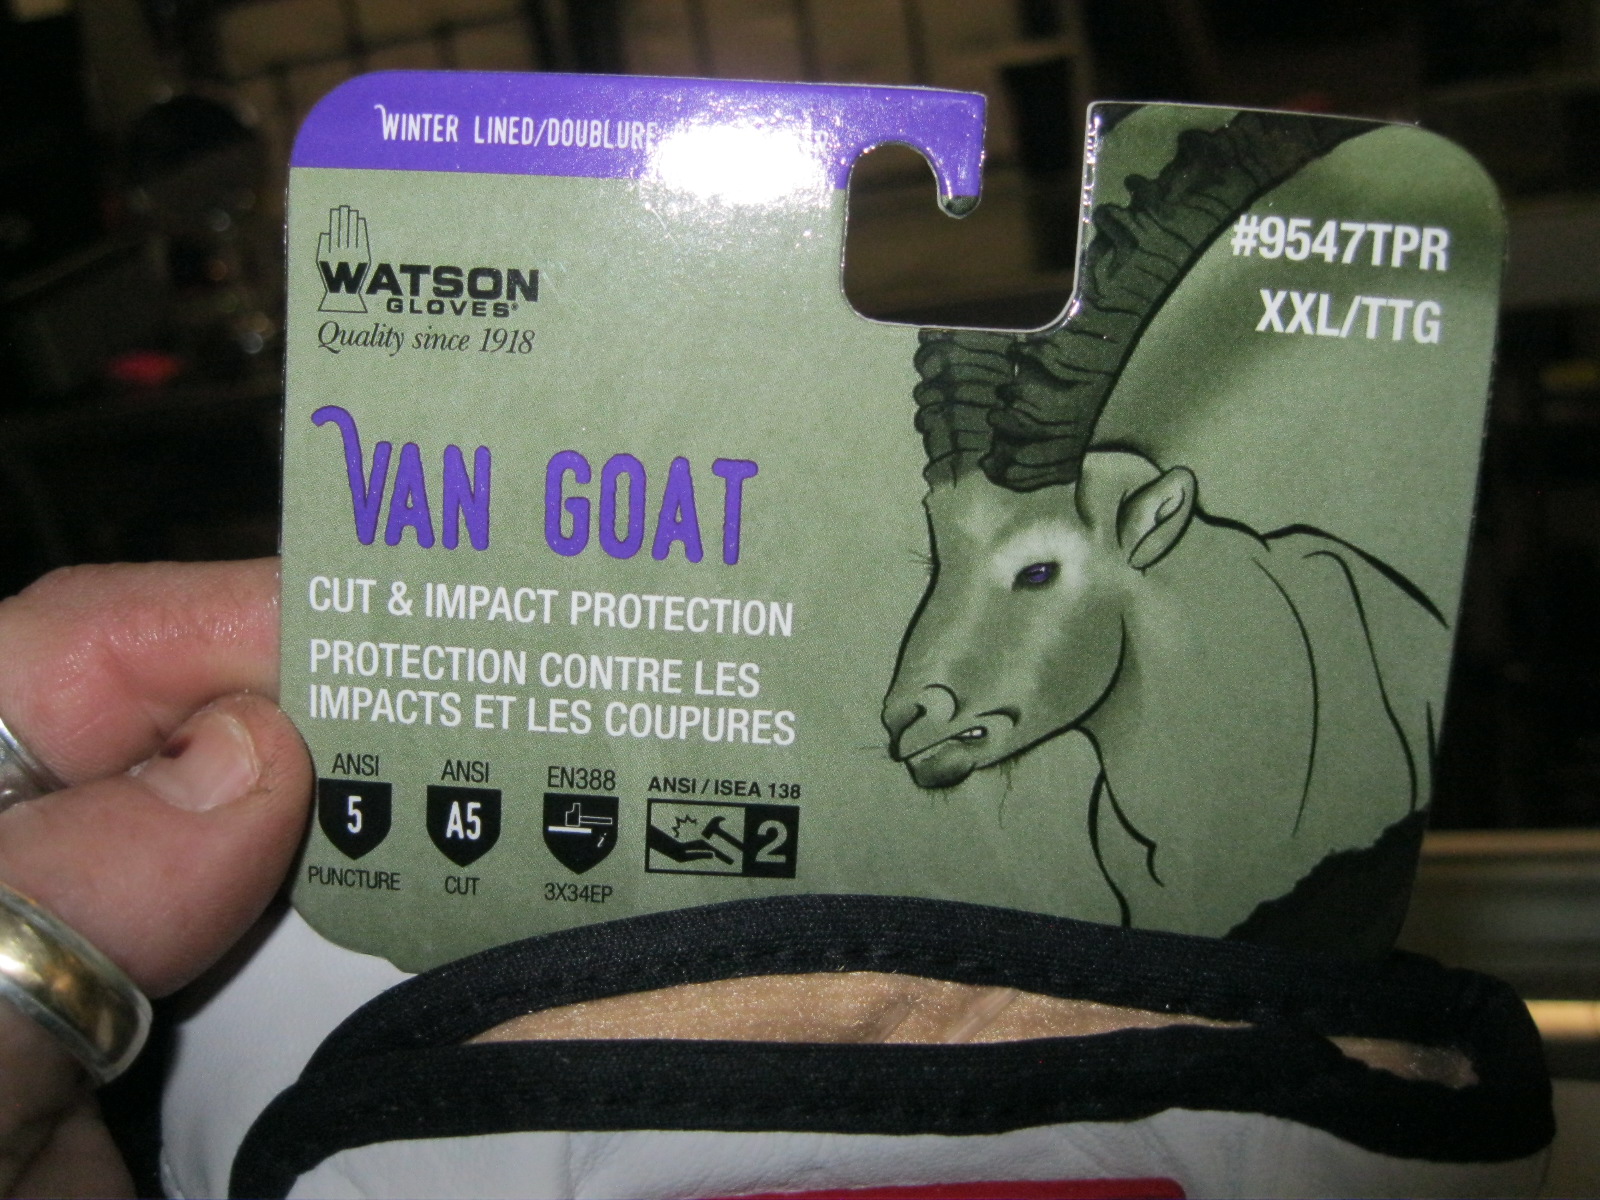 WINTER LINED/DOUBLURE
WATSON
GLOVES®
Quality since 1918
#9547TPR
XXL/TTG
VAN GOAT
CUT & IMPACT PROTECTION
PROTECTION CONTRE LES
IMPACTS ET LES COUPURES
ANSI
5
PUNCTURE
ANSI
A5
CUT
EN388
3X34EP
ANSI / ISEA 138
2